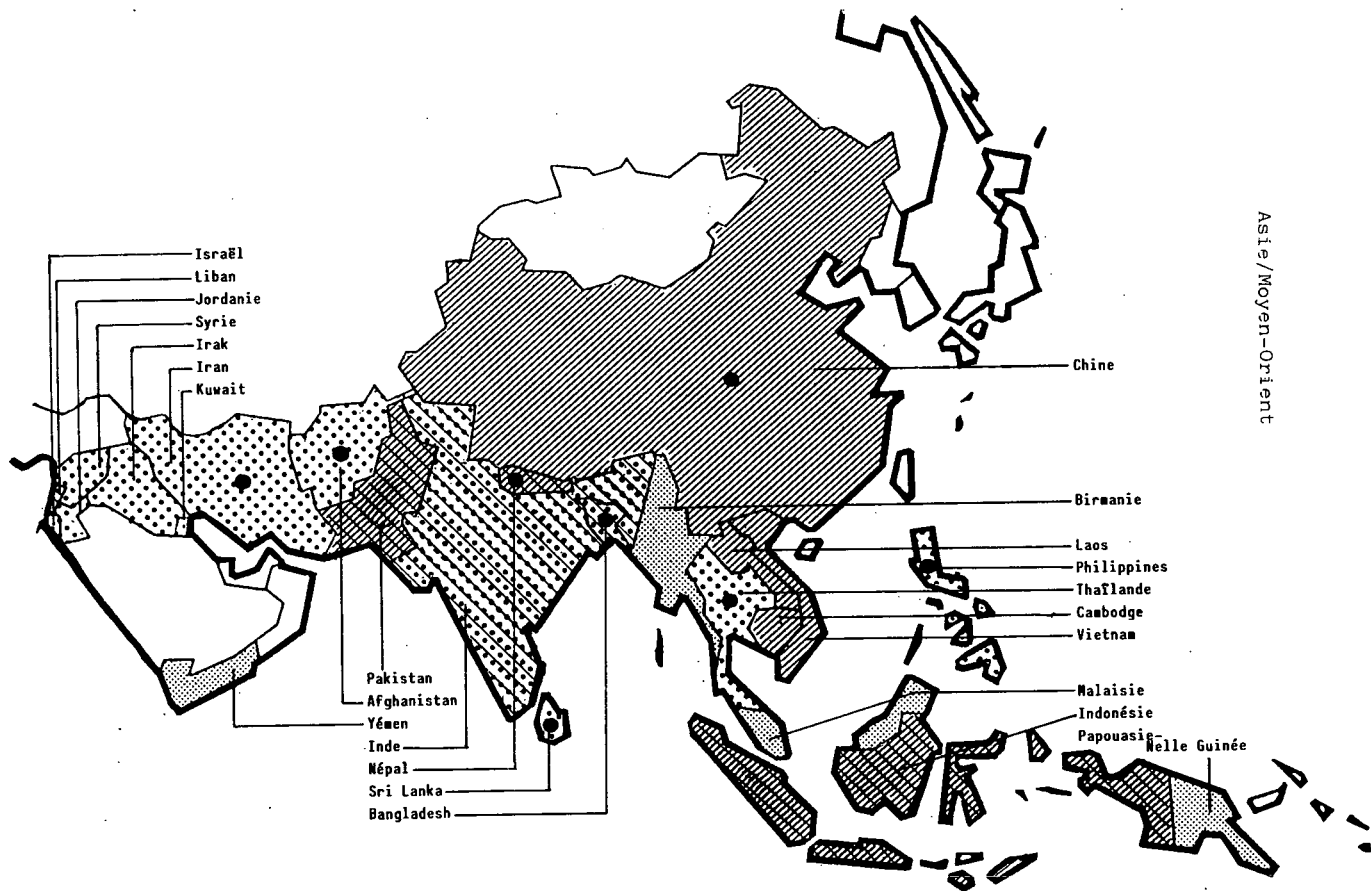 Asie/Moyen-Orient
Israël
Liban
Jordanie
Syrie
Irak
Iran
Kuwait
Chine
Birmanie
Laos
Philippines
Thaîlande
Cambodge
Vietnam
Malaisie
Indonésie
Papouasie-
Nelle Guinée
Pakistan
Afghanistan
Yémen
Inde
Népal
Sri Lanka
Bangladesh